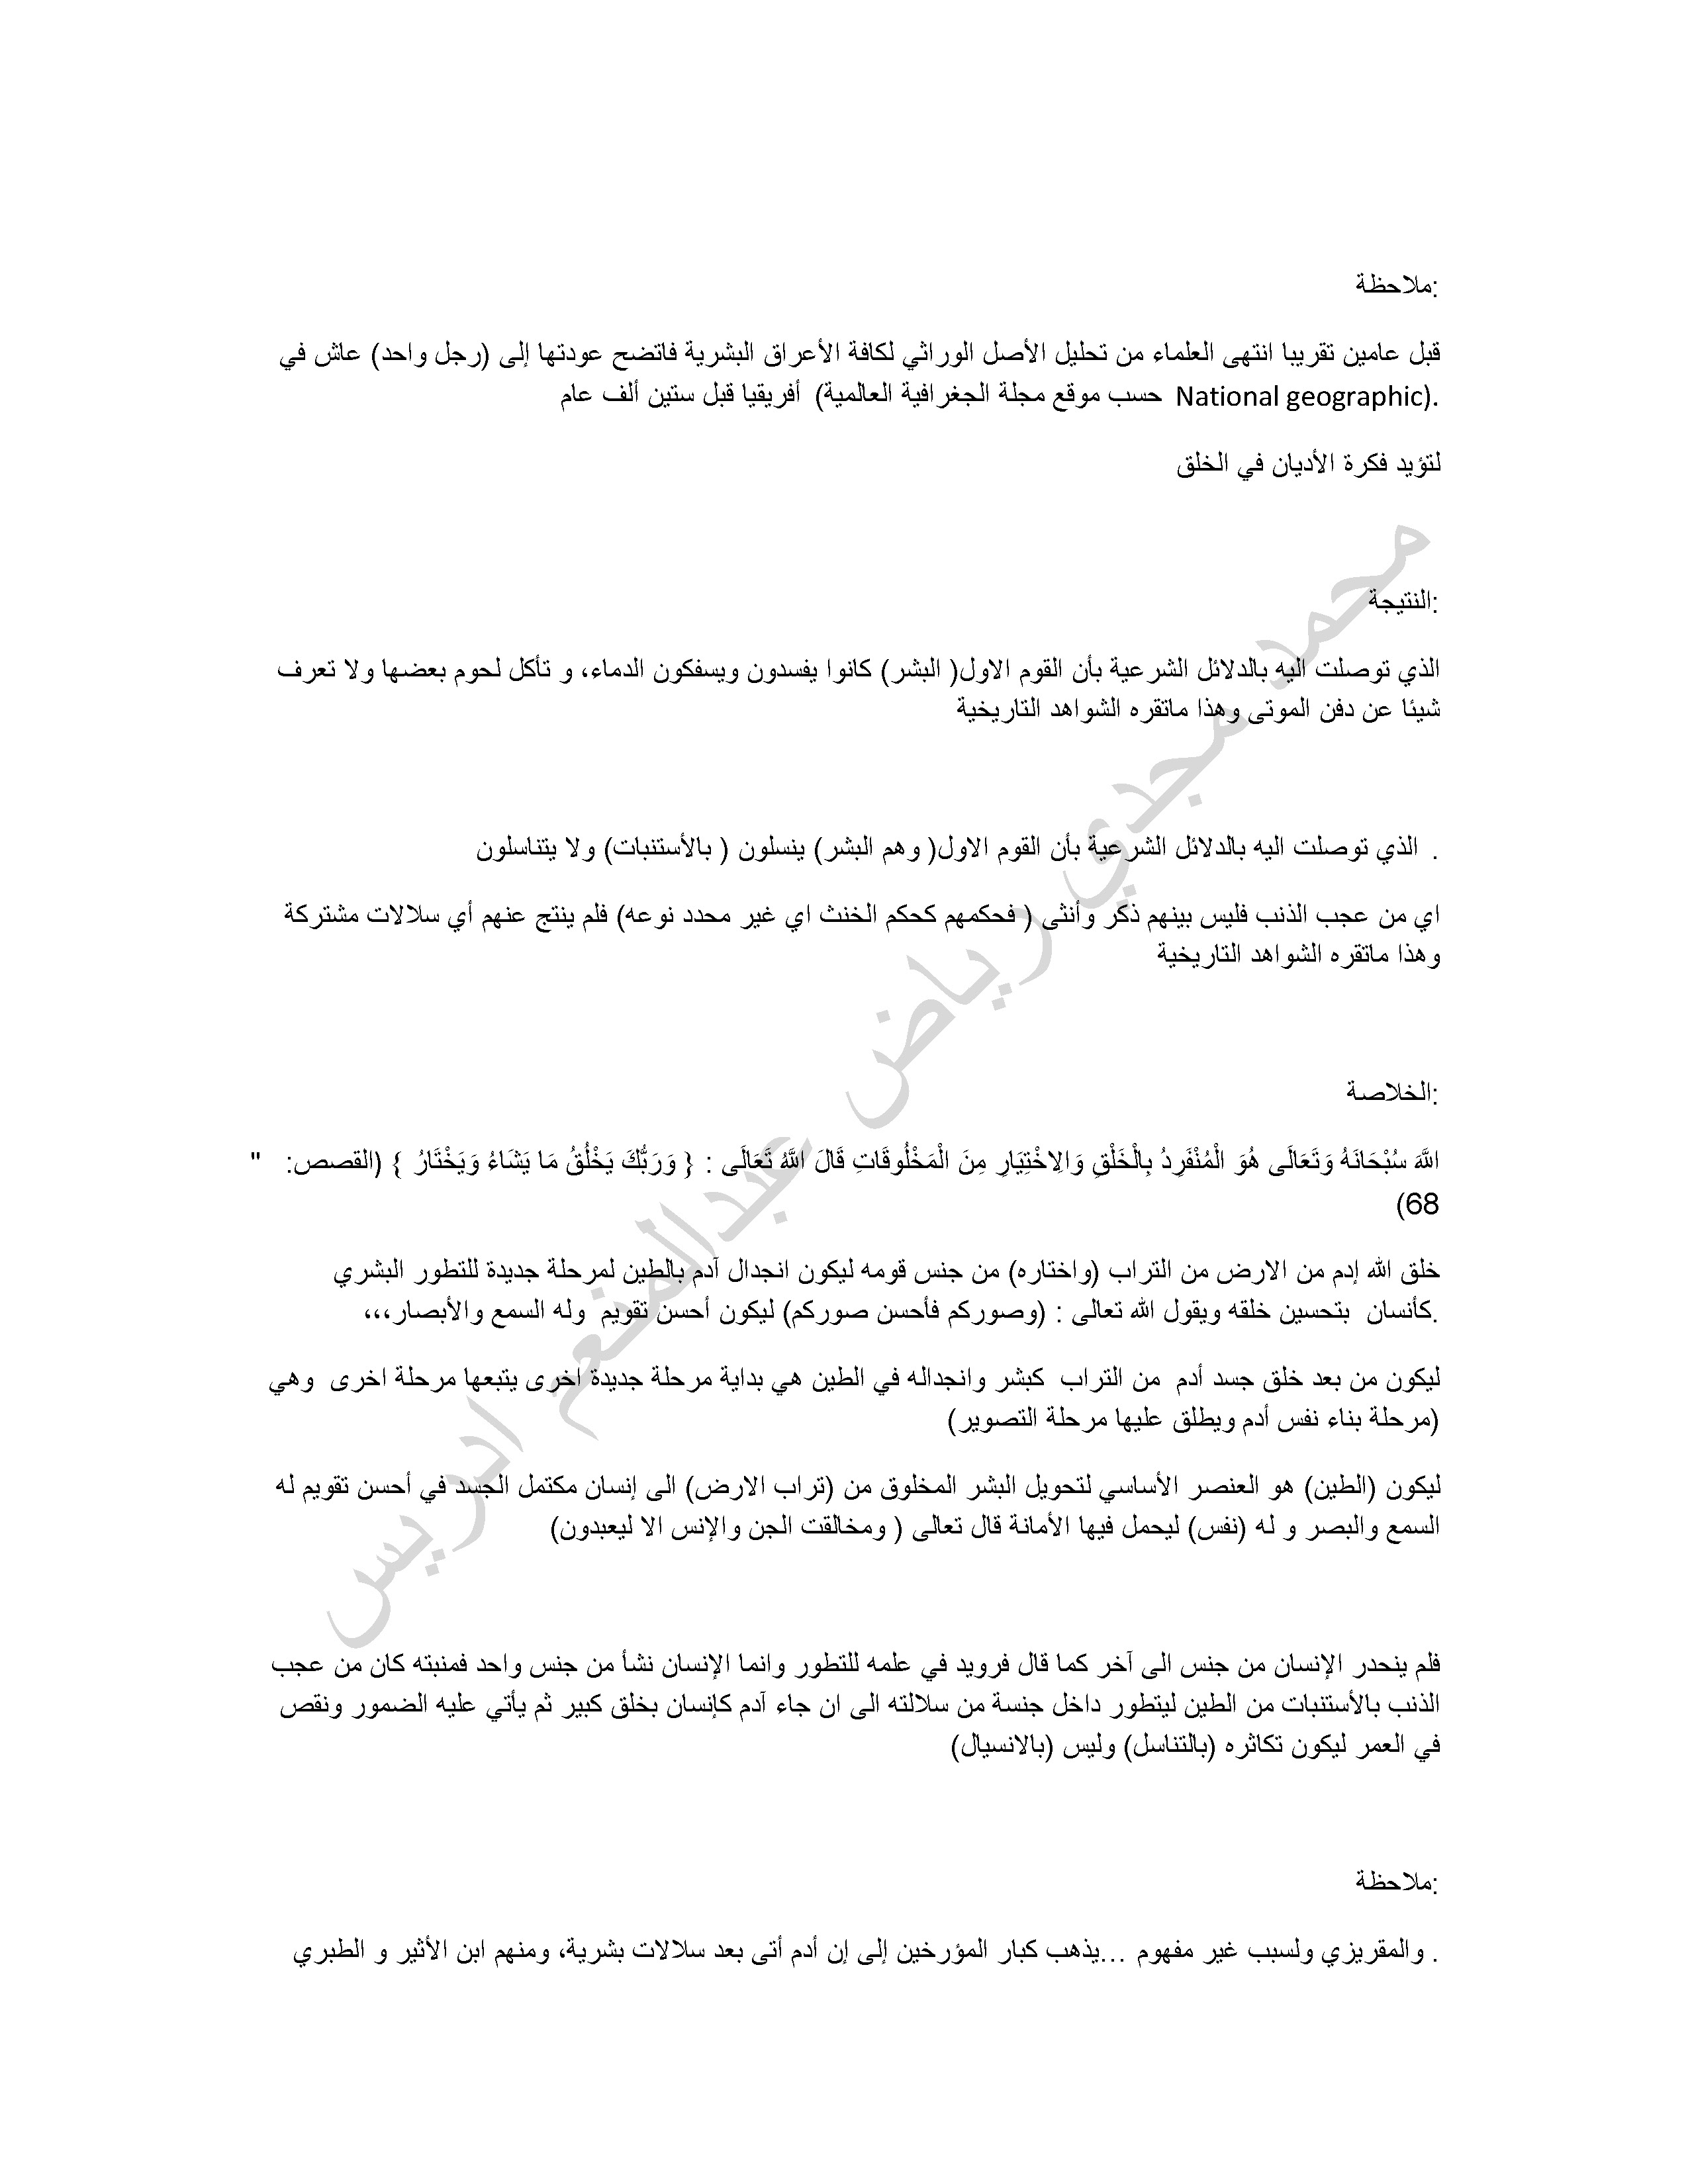 ملاحظة:
قبل عامين تقريبا انتهى العلماء من تحليل الأصل الوراثي لكافة الأعراق البشرية فاتضح عودتها إلى (رجل واحد) عاش في
.(National geographic حسب موقع مجلة الجغرافية العالمية) أفريقيا قبل ستين ألف عام
لتؤيد فكرة الأديان في الخلق
النتيجة:
الذي توصلت اليه بالدلائل الشرعية بأن القوم الاول( البشر) كانوا يفسدون ويسفكون الدماء، و تأكل لحوم بعضها ولا تعرف
شيئا عن دفن الموتى وهذا ماتقره الشواهد التاريخية
. الذي توصلت اليه بالدلائل الشرعية بأن القوم الاول( وهم البشر) ينسلون ( بالأستنبات) ولا يتناسلون
اي من عجب الذنب فليس بينهم ذكر وأنثى ( فحكمهم كحكم الخنث اي غير محدد نوعه) فلم ينتج عنهم أي سلالات مشتركة
وهذا ماتقره الشواهد التاريخية
الخلاصة:
اللَّهَ سُبْحَانَهُ وَتَعَالَى هُوَ الْمُنْفَرِدُ بِالْخَلْقِ وَالِاخْتِيَارِ مِنَ الْمَخْلُوقَاتِ قَالَ اللَّهُ تَعَالَى : { وَرَبُّكَ يَخْلُقُ مَا يَشَاءُ وَيَخْتَارُ } (القصص: "
68)
خلق الله إدم من الارض من التراب (واختاره) من جنس قومه ليكون انجدال آدم بالطين لمرحلة جديدة للتطور البشري
.كأنسان بتحسين خلقه ويقول الله تعالى : (وصوركم فأحسن صوركم) ليكون أحسن تقويم وله السمع والأبصار،،،
ليكون من بعد خلق جسد أدم من التراب كبشر وانجداله في الطين هي بداية مرحلة جديدة اخرى يتبعها مرحلة اخرى وهي
(مرحلة بناء نفس أدم ويطلق عليها مرحلة التصوير)
ليكون (الطين) هو العنصر الأساسي لتحويل البشر المخلوق من (تراب الارض) الى إنسان مكتمل الجسد في أحسن تقويم له
السمع والبصر و له (نفس) ليحمل فيها الأمانة قال تعالى ( ومخالقت الجن والإنس الا ليعبدون)
فلم ينحدر الإنسان من جنس الى آخر كما قال فرويد في علمه للتطور وانما الإنسان نشأ من جنس واحد فمنبته كان من عجب
الذنب بالأستنبات من الطين ليتطور داخل جنسة من سلالته الى ان جاء آدم كإنسان بخلق كبير ثم يأتي عليه الضمور ونقص
في العمر ليكون تكاثره (بالتناسل) وليس (بالانسيال)
ملاحظة:
. والمقريزي ولسبب غير مفهوم ...يذهب كبار المؤرخين إلى إن أدم أتى بعد سلالات بشرية، ومنهم ابن الأثير و الطبري
محمد مجدي رياض عبدالمنعم الريس